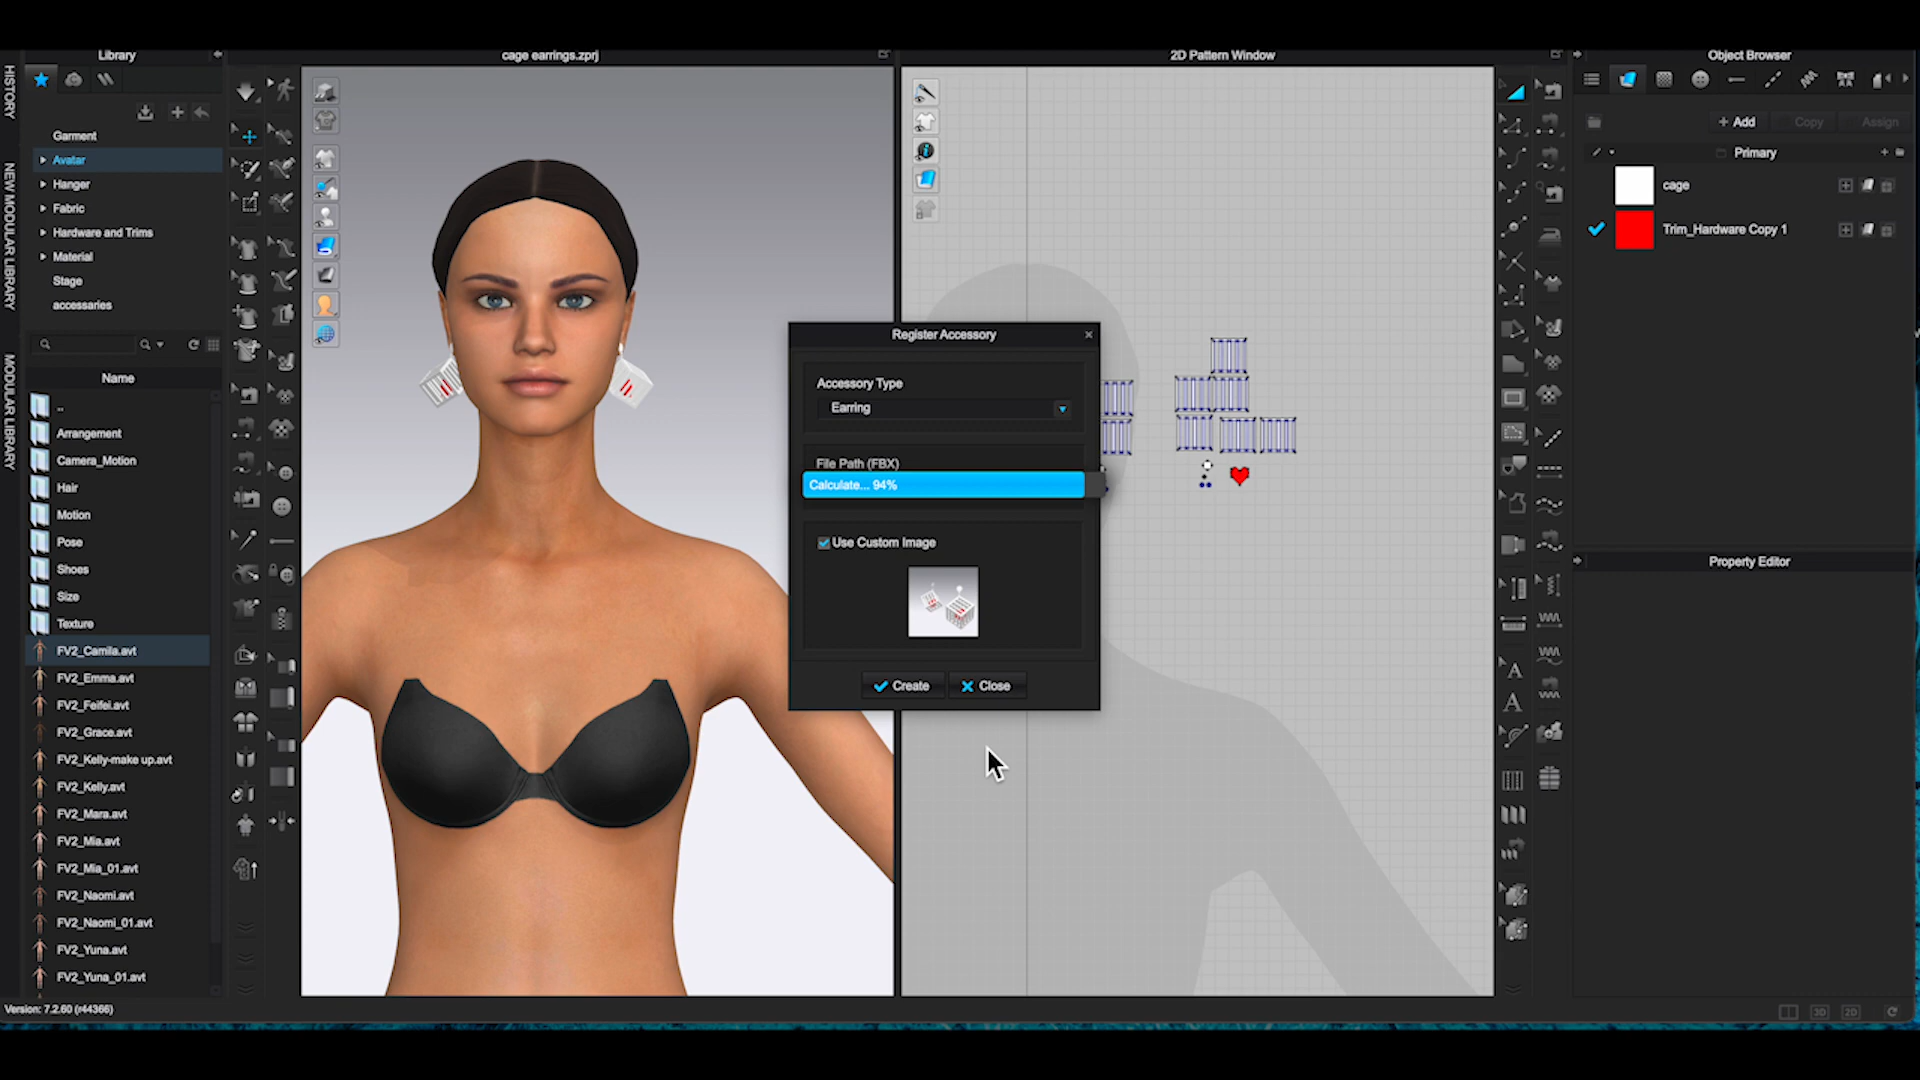 Library
cage earrings.zprj
2D Pattern Window
Object Browser
HISTORY
NEW MODULAR LIBRARY
MODULAR LIBRARY
Garment
Avatar
Hanger
Fabric
Hardware and Trims
Material
Stage
accessaries
Name
..
Arrangement
Camera_Motion
Hair
Motion
Pose
Shoes
Size
Texture
FV2_Camila.avt
FV2_Emma.avt
FV2_Feifei.avt
FV2_Grace.avt
FV2_Kelly-make up.avt
FV2_Kelly.avt
FV2_Mara.avt
FV2_Mia.avt
FV2_Mia_01.avt
FV2_Naomi.avt
FV2_Naomi_01.avt
FV2_Yuna.avt
FV2_Yuna_01.avt
Version: 7.2.60 (r44366)
Register Accessory
Accessory Type
Earring
File Path (FBX)
Calculate... 94%
Use Custom Image
Create
Close
+ Add
Copy
Assign
Primary
cage
Trim_Hardware Copy 1
Property Editor
A
A
3D
2D